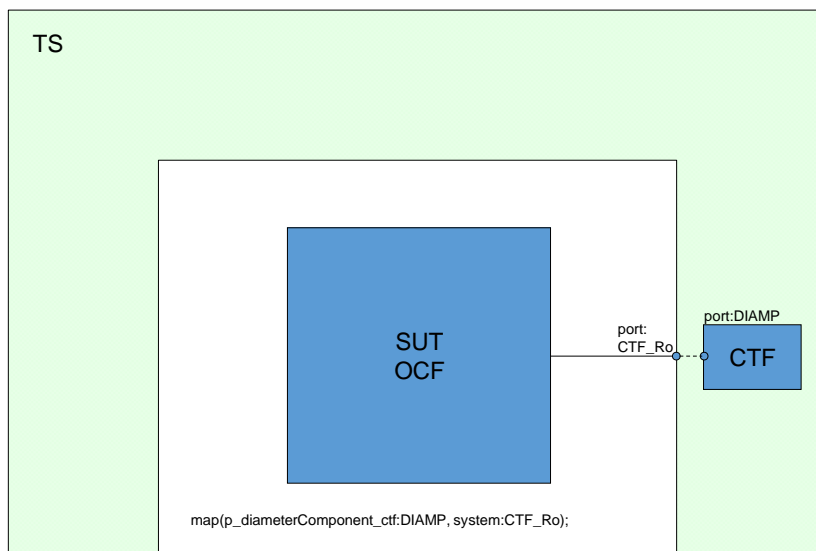 TS
port:DIAMP
port:
CTF_Ro
CTF
SUT
OCF
map(p_diameterComponent_ctf:DIAMP, system:CTF_Ro);